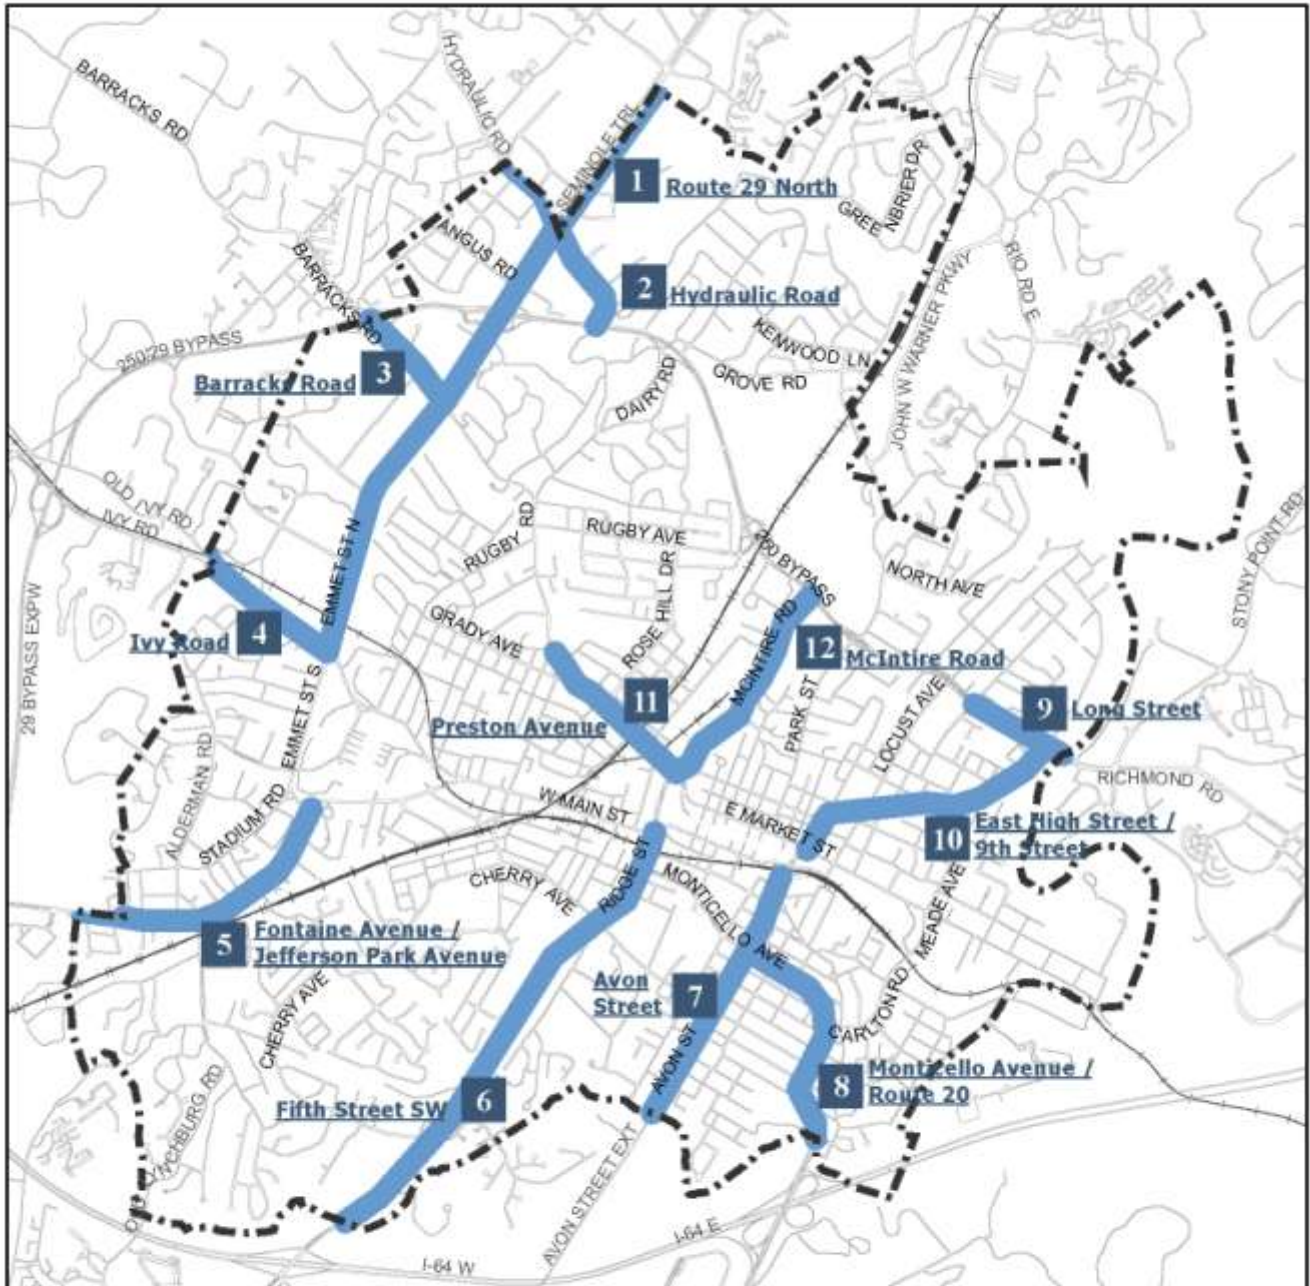 HYDRAULIC RD
BARRACKS RD
SEMINOLE TRL
1
Route 29 North
GREE
NBRIER DR
ANGUS RD
BARRACKS RD
RIO RD E
JOHN W WARNER PKWY
2
Hydraulic Road
250/29 BYPASS
KENWOOD LN
GROVE RD
DAIRY RD
Barracks Road
3
OLD IVY RD
IVY RD
EMMET ST N
RUGBY RD
RUGBY AVE
250 BYPASS
NORTH AVE
STONY POINT RD
29 BYPASS EXPW
Ivy Road
4
GRADY AVE
ROSE HILL DR
MCINTIRE RD
12
McIntire Road
PARK ST
LOCUST AVE
EMMET ST S
11
Preston Avenue
9
Long Street
RICHMOND RD
ALDERMAN RD
STADIUM RD
W MAIN ST
E MARKET ST
10
East High Street /
9th Street
CHERRY AVE
RIDGE ST
MONTICELLO AVE
MEADE AVE
5
Fontaine Avenue /
Jefferson Park Avenue
CHERRY AVE
Avon
Street
7
CARLTON RD
AVON ST
8
Monticello Avenue /
Route 20
Fifth Street SW
6
OLD LYNCHBURG RD
AVON STREET EXT
I-64 E
I-64 W